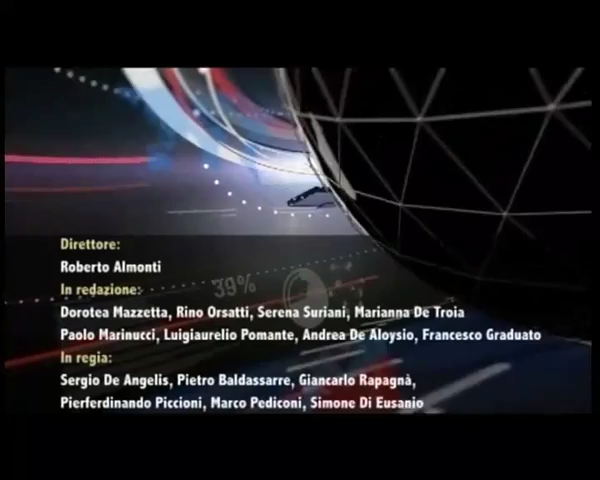 Direttore:
Roberto Almonti
39%
In redazione:
Dorotea Mazzetta, Rino Orsatti, Serena Suriani, Marianna De Troia
Paolo Marinucci, Luigiaurelio Pomante, Andrea De Aloysio, Francesco Graduato
In regia:
Sergio De Angelis, Pietro Baldassarre, Giancarlo Rapagnà,
Pierferdinando Piccioni, Marco Pediconi, Simone Di Eusanio